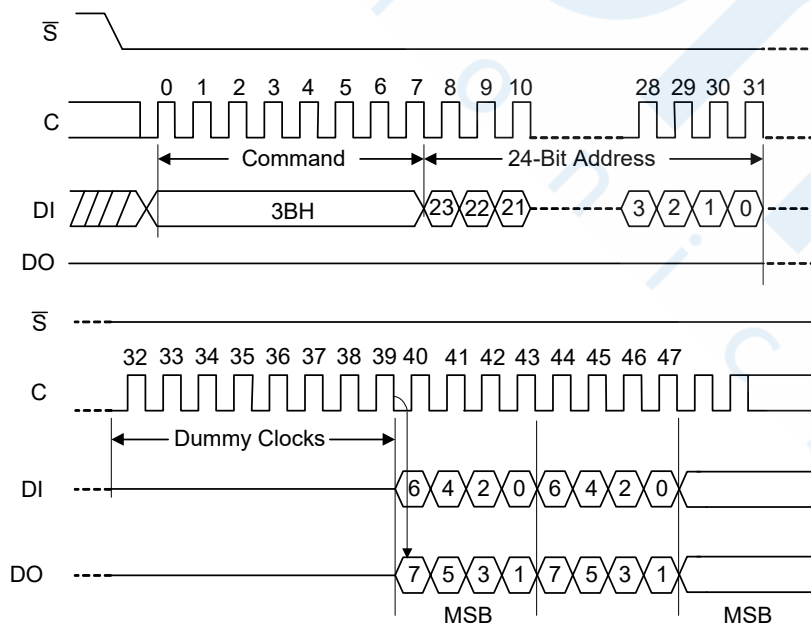 S
0 1 2 3 4 5 6 7 8 9 10 28 29 30 31
C
Command 24-Bit Address
DI 3BH 23 22 21 3 2 1 0
DO
S
32 33 34 35 36 37 38 39 40 41 42 43 44 45 46 47
C
Dummy Clocks
DI 6 4 2 0 6 4 2 0
DO 7 5 3 1 7 5 3 1
MSB MSB